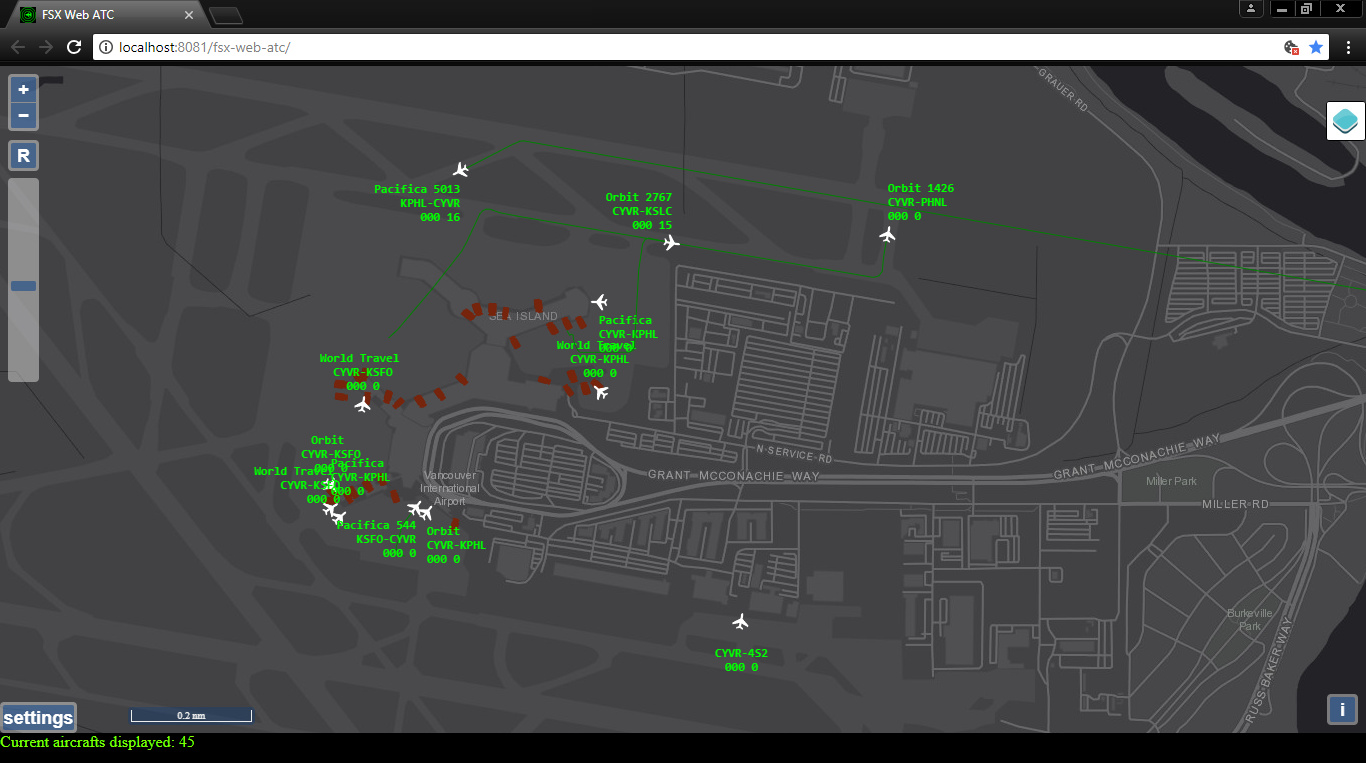 FSX Web ATC
localhost:8081/fsx-web-atc/
+
−
R
GRAUER RD
Pacifica 5013
KPHL-CYVR
000 16
Orbit 2767
CYVR-KSLC
000 15
Orbit 1426
CYVR-PHNL
000 0
SEA ISLAND
Pacifica
CYVR-KPHL
000 0
World Travel
CYVR-KPHL
000 0
World Travel
CYVR-KSFO
000 0
Orbit
CYVR-KSFO
000 0
Pacifica
CYVR-KPHL
000 0
World Travel
000 0
Vancouver
International
Airport
N SERVICE RD
GRANT MCCONACHIE WAY
GRANT MCCONACHIE WAY
Miller Park
MILLER RD
Pacifica 544
KSFO-CYVR
000 0
Orbit
CYVR-KPHL
000 0
Burkeville
Park
RUSS BAKER WAY
CYVR-4S2
000 0
settings
0.2 nm
i
Current aircrafts displayed: 45